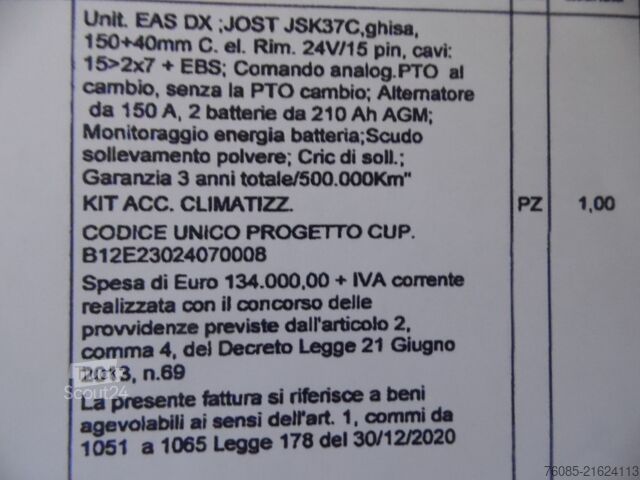 Unit. EAS DX ;JOST JSK37C,ghisa,
150+40mm C. el. Rim. 24V/15 pin, cavi:
15>2x7 + EBS; Comando analog.PTO al
cambio, senza la PTO cambio; Alternatore
da 150 A, 2 batterie da 210 Ah AGM;
Monitoraggio energia batteria;Scudo
sollevamento polvere; Cric di soll.;
Garanzia 3 anni totale/500.000Km"
KIT ACC. CLIMATIZZ. PZ 1,00
CODICE UNICO PROGETTO CUP.
B12E23024070008
Spesa di Euro 134.000,00 + IVA corrente
realizzata con il concorso delle
provvidenze previste dall'articolo 2,
comma 4, del Decreto Legge 21 Giugno
2013, n.69
Scout24
La presente fattura si riferisce a beni
agevolabili ai sensi dell'art. 1, commi da
1051 a 1065 Legge 178 del 30/12/2020
76085-21624113